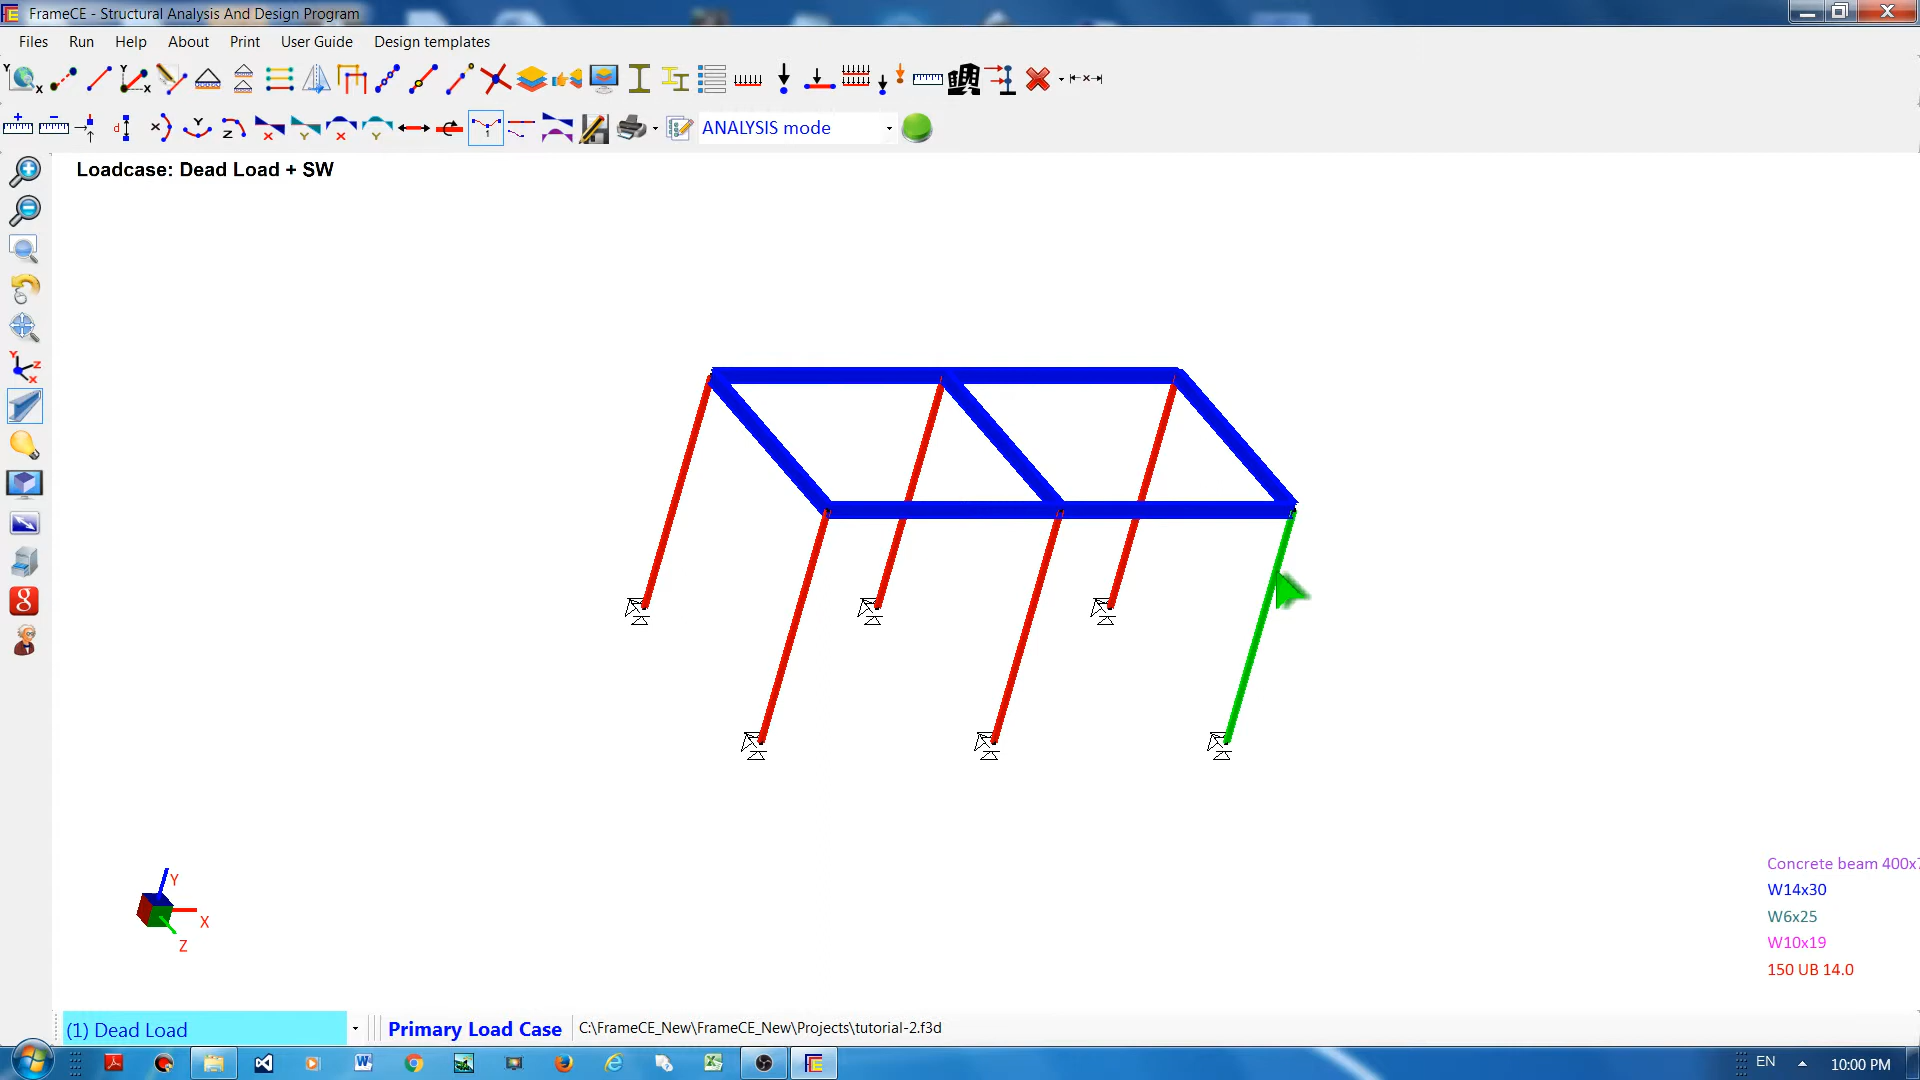 FrameCE - Structural Analysis And Design Program
Files Run Help About Print User Guide Design templates
ANALYSIS mode
Loadcase: Dead Load + SW
Y
X
Z
Concrete beam 400x
W14x30
W6x25
W10x19
150 UB 14.0
(1) Dead Load
Primary Load Case
C:\FrameCE_New\FrameCE_New\Projects\tutorial-2.f3d
EN
10:00 PM